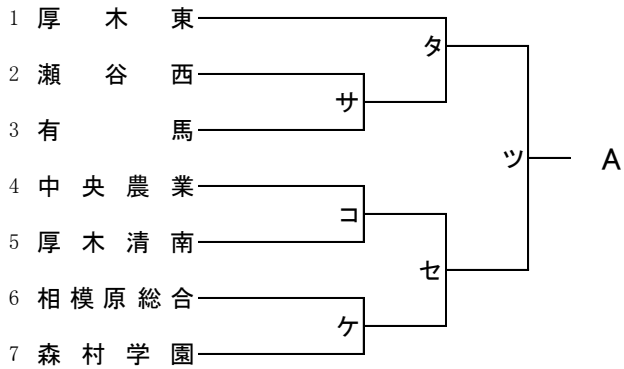 1 厚木東
タ
2 瀬谷西
サ
3 有馬
ツ A
4 中央農業
コ
5 厚木清南
セ
6 相模原総合
ケ
7 森村学園